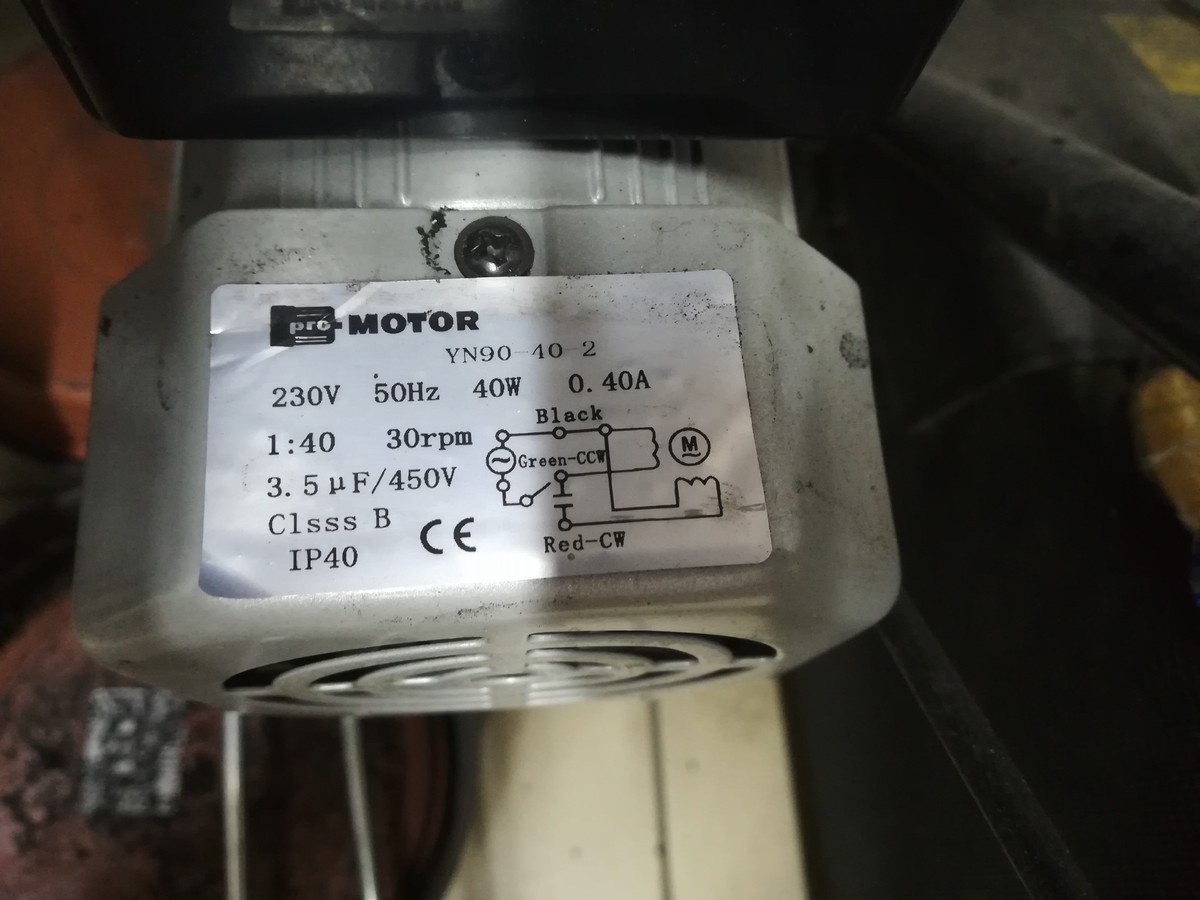 pro-MOTOR
YN90-40-2
230V 50Hz 40W 0.40A
1:40 30rpm
3.5μF/450V
Clsss B
IP40
CE
Black
M
Green-CCW
Red-CW